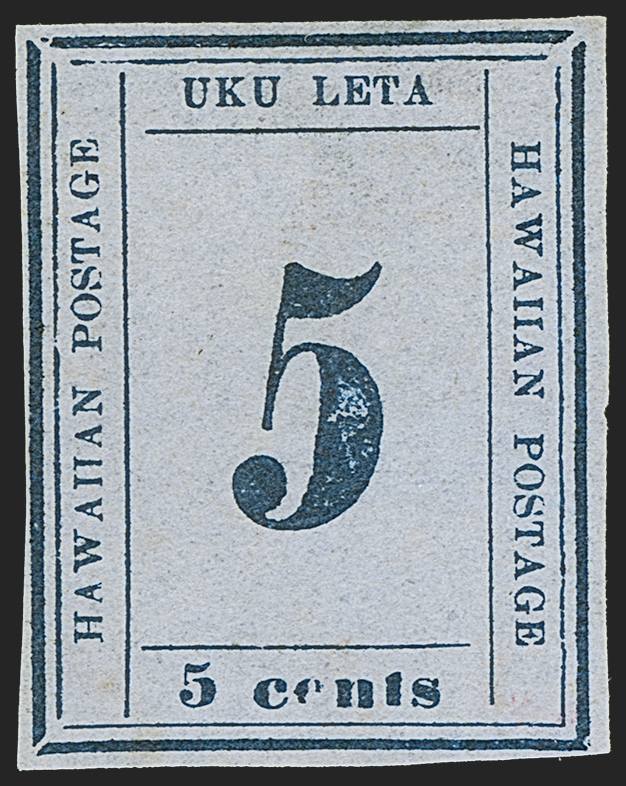 UKU LETA
HAWAIIAN POSTAGE
5
HAWAIIAN POSTAGE
5 cents